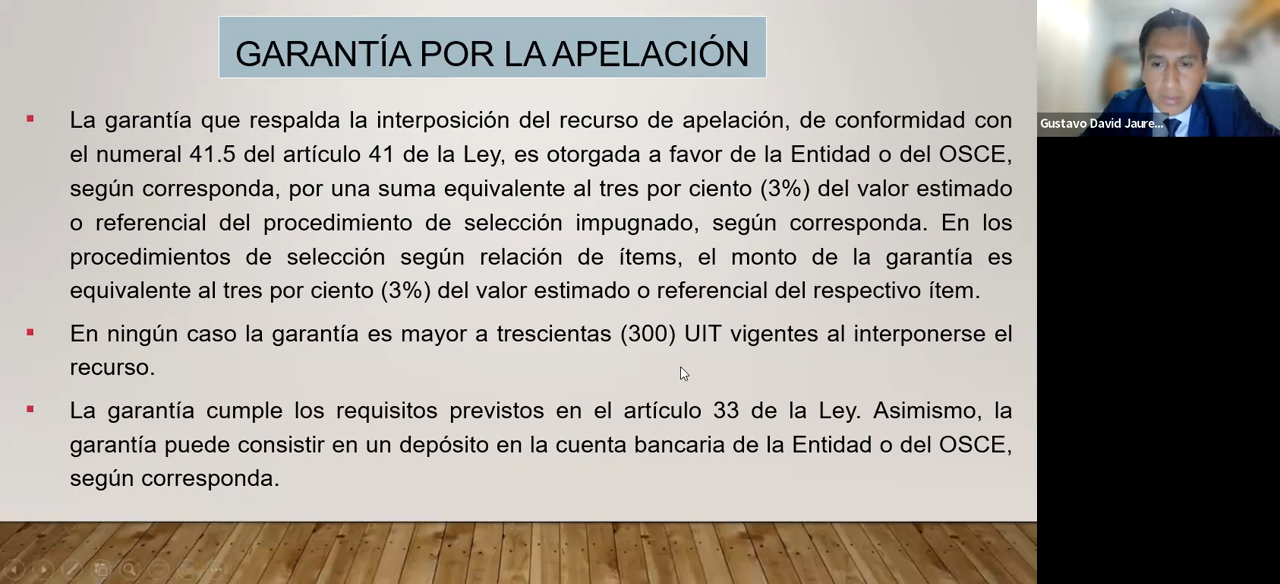 GARANTÍA POR LA APELACIÓN
La garantía que respalda la interposición del recurso de apelación, de conformidad con
el numeral 41.5 del artículo 41 de la Ley, es otorgada a favor de la Entidad o del OSCE,
según corresponda, por una suma equivalente al tres por ciento (3%) del valor estimado
o referencial del procedimiento de selección impugnado, según corresponda. En los
procedimientos de selección según relación de ítems, el monto de la garantía es
equivalente al tres por ciento (3%) del valor estimado o referencial del respectivo ítem.
En ningún caso la garantía es mayor a trescientas (300) UIT vigentes al interponerse el
recurso.
La garantía cumple los requisitos previstos en el artículo 33 de la Ley. Asimismo, la
garantía puede consistir en un depósito en la cuenta bancaria de la Entidad o del OSCE,
según corresponda.
Gustavo David Jaure...